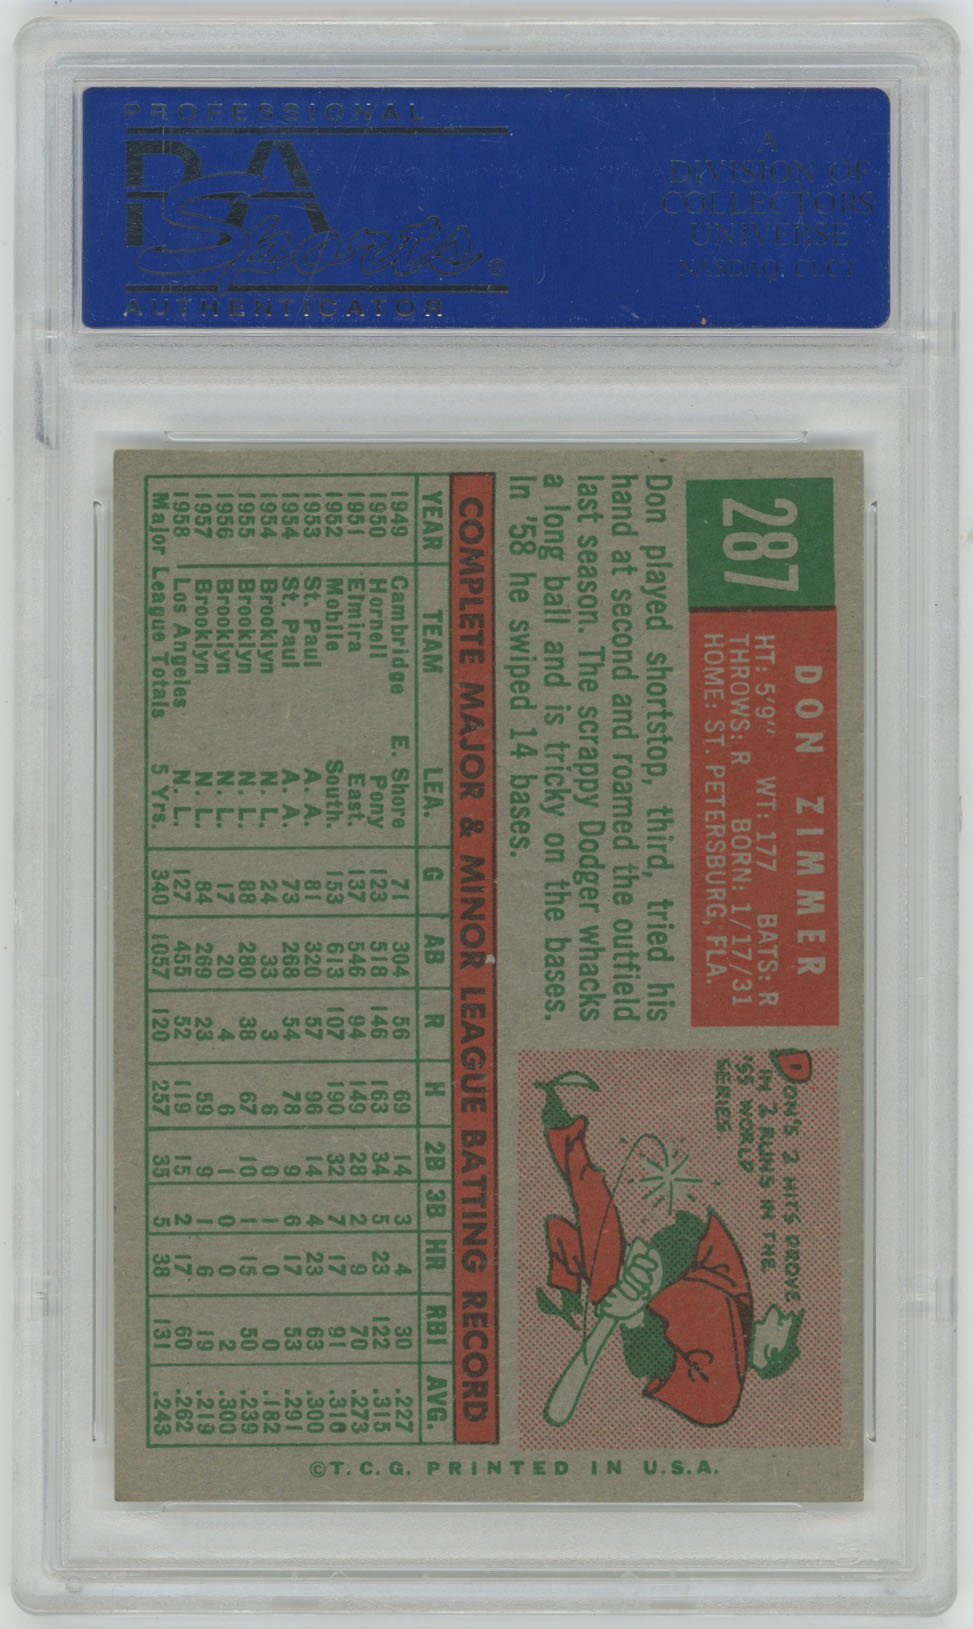 PROFESSIONAL
PSA
Sports®
AUTHENTICATOR
A
DIVISION OF
COLLECTORS
UNIVERSE
NASDAQ: CLCT
287
DON ZIMMER
HT: 5'9" WT: 177 BATS: R
THROWS: R BORN: 1/17/31
HOME: ST. PETERSBURG, FLA.
Don played shortstop, third, tried his
hand at second and roamed the outfield
last season. The scrappy Dodger whacks
a long ball and is tricky on the bases.
In '58 he swiped 14 bases.
DON'S 2 HITS DROVE
IN 2 RUNS IN THE
'55 WORLD
SERIES.
COMPLETE MAJOR & MINOR LEAGUE BATTING RECORD
YEAR TEAM LEA. G AB R H 2B 3B HR RBI AVG.
1949 Cambridge E. Shore 71 304 56 69 14 3 4 30 .227
1950 Hornell Pony 123 518 146 163 34 5 23 122 .315
1951 Elmira East. 137 546 94 149 28 2 9 70 .273
1952 Mobile South. 153 613 107 190 32 7 17 91 .310
1953 St. Paul A. A. 81 320 57 96 14 4 23 63 .300
1954 St. Paul A. A. 73 268 54 78 9 6 17 53 .291
1954 Brooklyn N. L. 24 33 3 6 0 1 0 0 .182
1955 Brooklyn N. L. 88 280 38 67 10 1 15 50 .239
1956 Brooklyn N. L. 17 20 4 6 1 0 0 2 .300
1957 Brooklyn N. L. 84 269 23 59 9 1 6 19 .219
1958 Los Angeles N. L. 127 455 52 119 15 2 17 60 .262
Major League Totals 5 Yrs. 340 1057 120 257 35 5 38 131 .243
©T.C.G. PRINTED IN U.S.A.